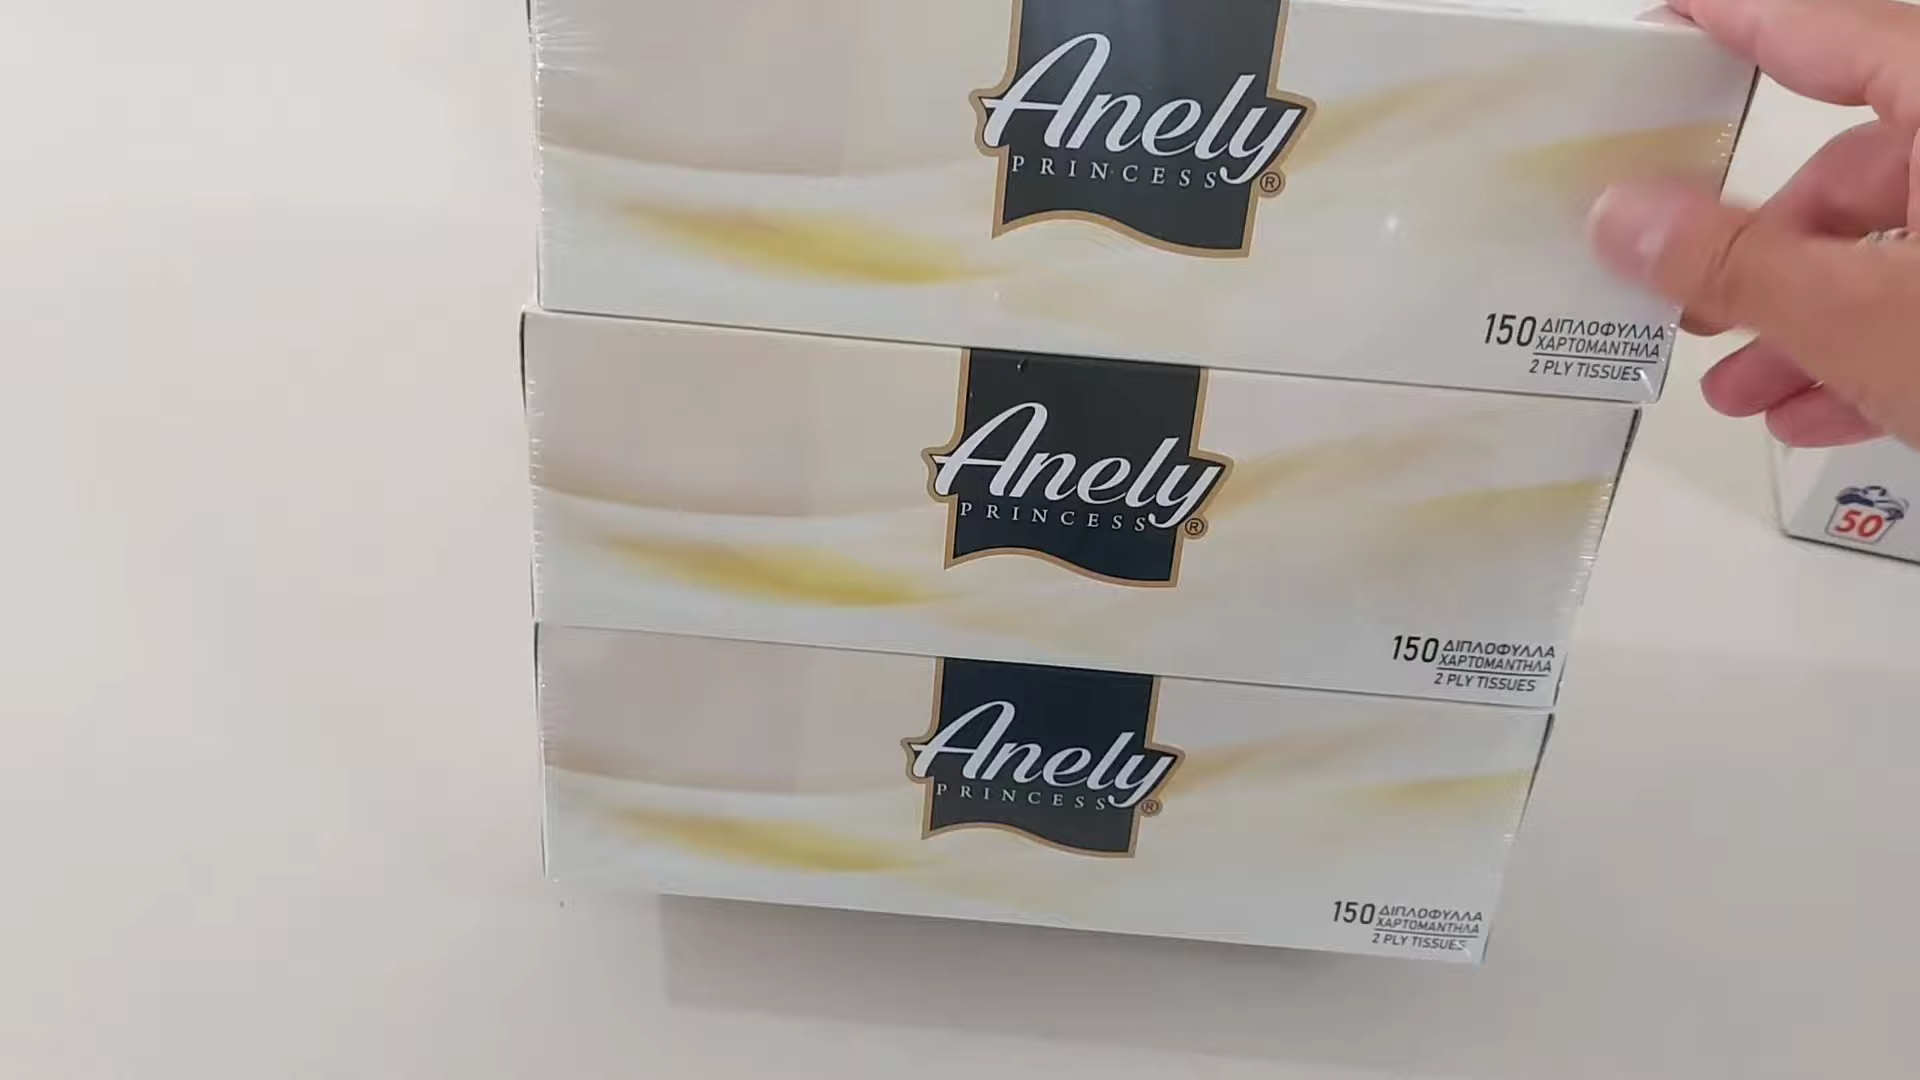 Anely
PRINCESS®
150 ΔΙΠΛΟΦΥΛΛΑ
ΧΑΡΤΟΜΑΝΤΗΛΑ
2 PLY TISSUES
Anely
PRINCESS®
150 ΔΙΠΛΟΦΥΛΛΑ
ΧΑΡΤΟΜΑΝΤΗΛΑ
2 PLY TISSUES
50
Anely
PRINCESS®
150 ΔΙΠΛΟΦΥΛΛΑ
ΧΑΡΤΟΜΑΝΤΗΛΑ
2 PLY TISSUES